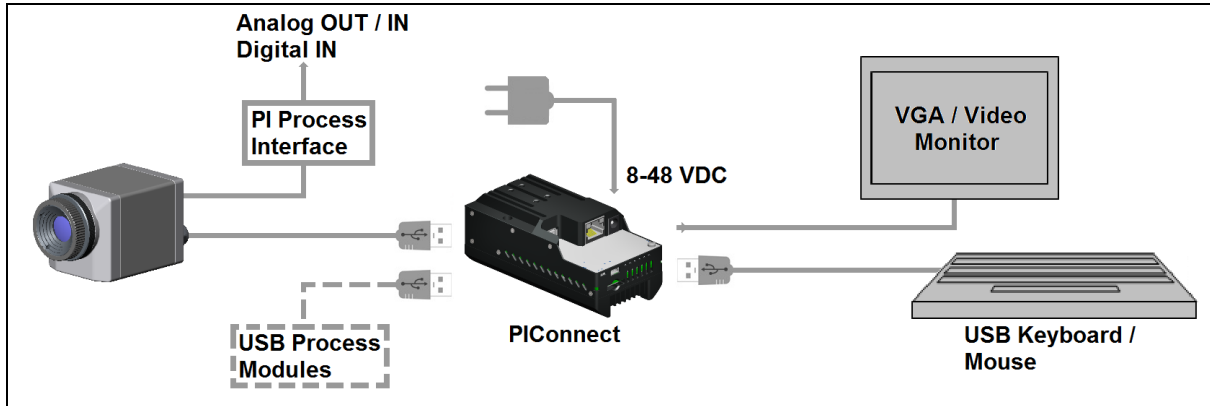 Analog OUT / IN
Digital IN
PI Process
Interface
8-48 VDC
VGA / Video
Monitor
USB Process
Modules
PIConnect
USB Keyboard /
Mouse